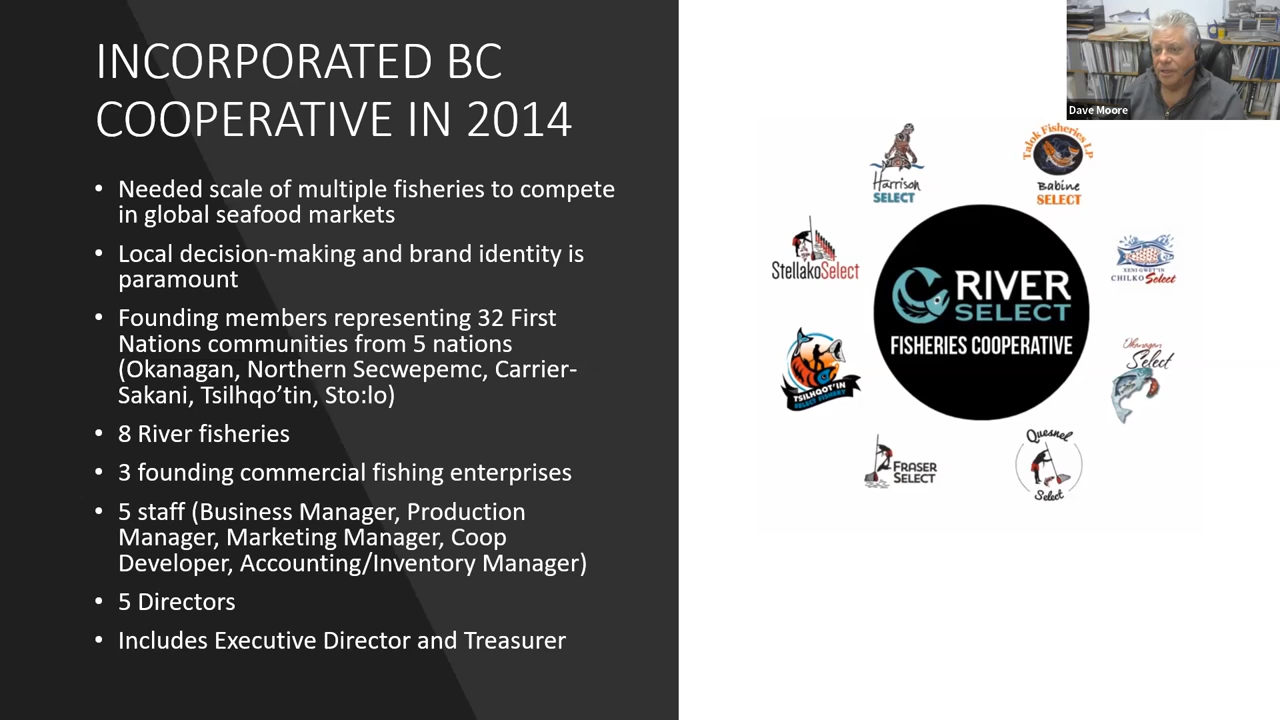 INCORPORATED BC
COOPERATIVE IN 2014
• Needed scale of multiple fisheries to compete
in global seafood markets
• Local decision-making and brand identity is
paramount
• Founding members representing 32 First
Nations communities from 5 nations
(Okanagan, Northern Secwepemc, Carrier-
Sakani, Tsilhqo’tin, Sto:lo)
• 8 River fisheries
• 3 founding commercial fishing enterprises
• 5 staff (Business Manager, Production
Manager, Marketing Manager, Coop
Developer, Accounting/Inventory Manager)
• 5 Directors
• Includes Executive Director and Treasurer
Dave Moore
Harrison
SELECT
Talok Fisheries LP
Babine
SELECT
StellakoSelect
XENI GWET'IN
CHILKO Select
RIVER
SELECT
FISHERIES COOPERATIVE
TSILHQOT'IN
SELECT FISHERY
Okanagan
Select
FRASER
SELECT
Quesnel
Select